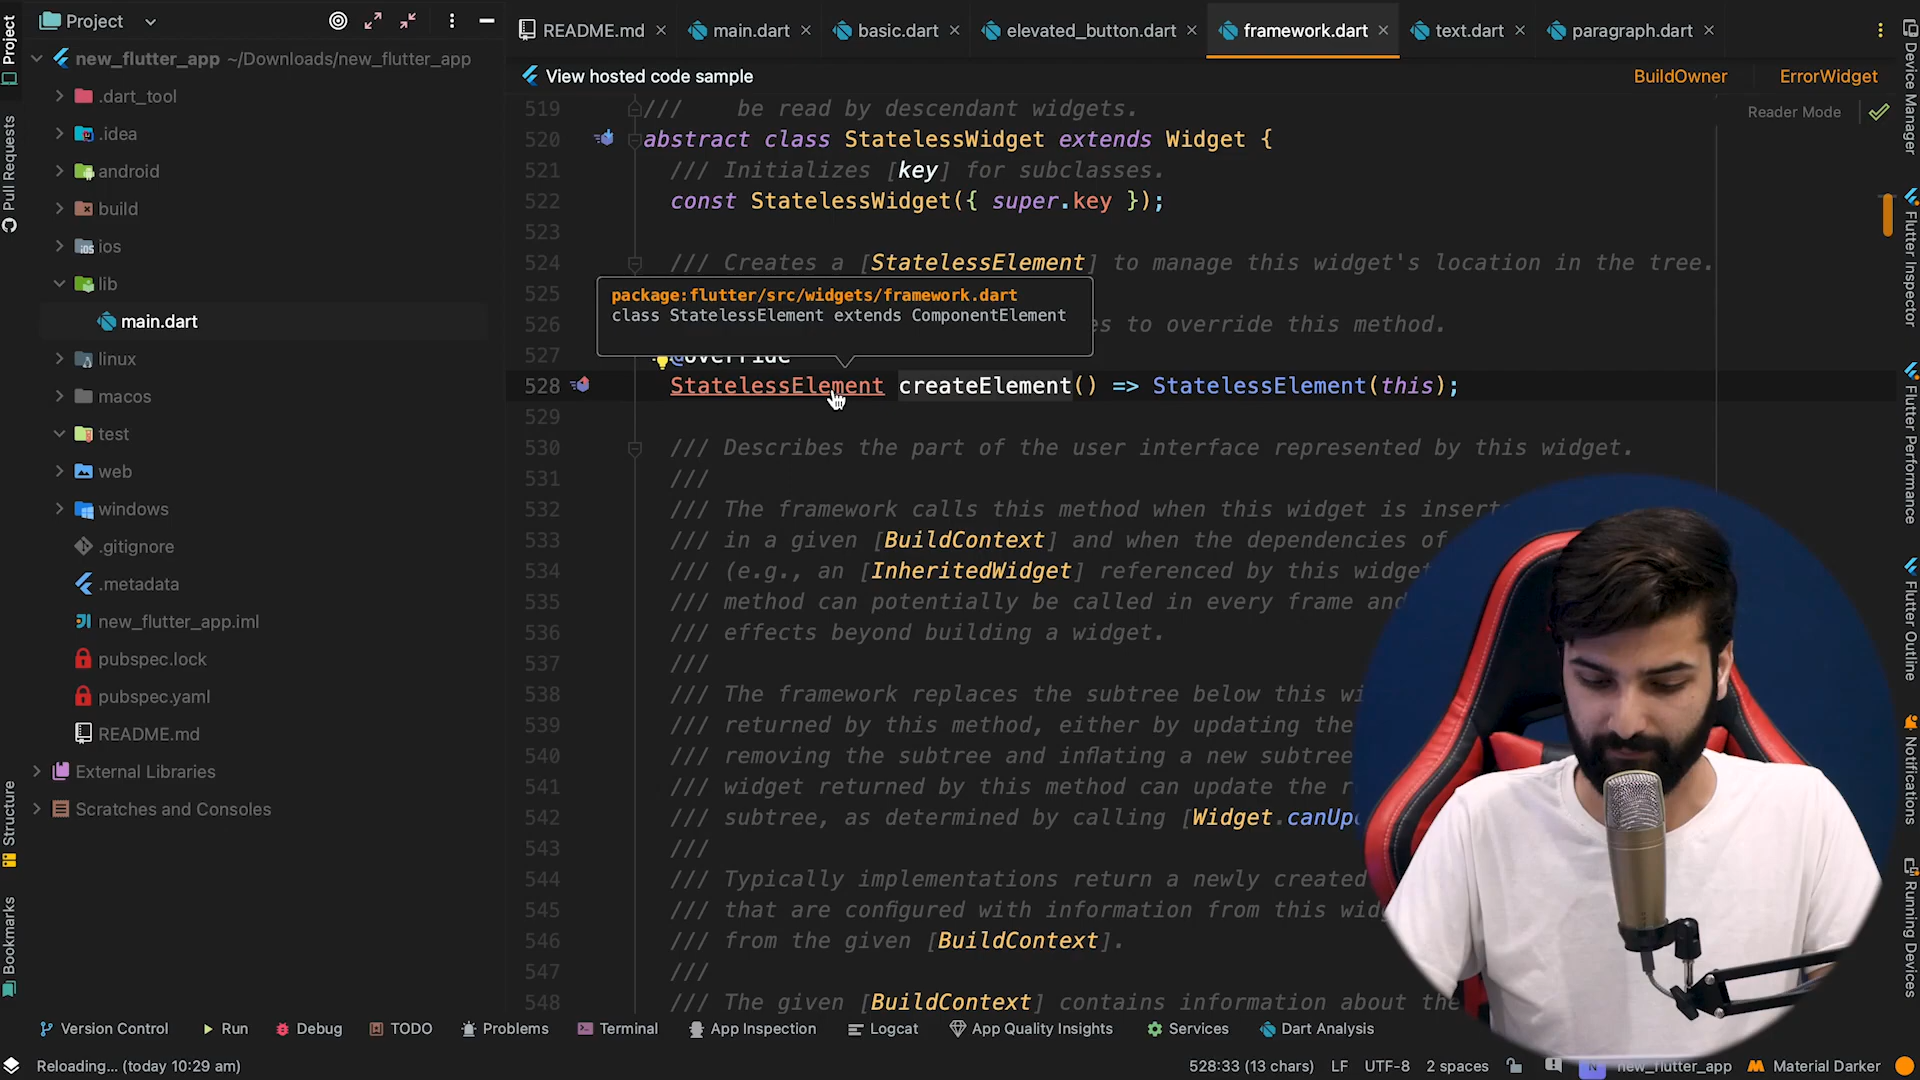 Project
README.md
main.dart
basic.dart
elevated_button.dart
framework.dart
text.dart
paragraph.dart
View hosted code sample
BuildOwner
ErrorWidget
Reader Mode
new_flutter_app ~/Downloads/new_flutter_app
.dart_tool
.idea
android
build
ios
lib
main.dart
linux
macos
test
web
windows
.gitignore
.metadata
new_flutter_app.iml
pubspec.lock
pubspec.yaml
README.md
External Libraries
Scratches and Consoles
519 /// be read by descendant widgets.
520 abstract class StatelessWidget extends Widget {
521 /// Initializes [key] for subclasses.
522 const StatelessWidget({ super.key });
523
524 /// Creates a [StatelessElement] to manage this widget's location in the tree.
525
package:flutter/src/widgets/framework.dart
class StatelessElement extends ComponentElement
526 es to override this method.
527 @override
528 StatelessElement createElement() => StatelessElement(this);
529
530 /// Describes the part of the user interface represented by this widget.
531 ///
532 /// The framework calls this method when this widget is insert
533 /// in a given [BuildContext] and when the dependencies of
534 /// (e.g., an [InheritedWidget] referenced by this widge
535 /// method can potentially be called in every frame and
536 /// effects beyond building a widget.
537 ///
538 /// The framework replaces the subtree below this wi
539 /// returned by this method, either by updating the
540 /// removing the subtree and inflating a new subtree
541 /// widget returned by this method can update the r
542 /// subtree, as determined by calling [Widget.canUp
543 ///
544 /// Typically implementations return a newly created
545 /// that are configured with information from this wid
546 /// from the given [BuildContext].
547 ///
548 /// The given [BuildContext] contains information about the
Project
Pull Requests
Structure
Bookmarks
Device Manager
Flutter Inspector
Flutter Performance
Flutter Outline
Notifications
Running Devices
Version Control
Run
Debug
TODO
Problems
Terminal
App Inspection
Logcat
App Quality Insights
Services
Dart Analysis
Reloading... (today 10:29 am)
528:33 (13 chars)
LF
UTF-8
2 spaces
N
new_flutter_app
Material Darker